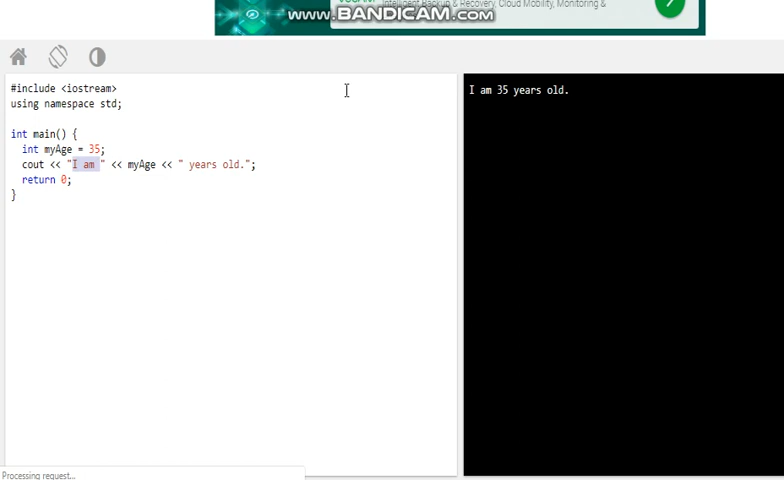 Intelligent Backup & Recovery, Cloud Mobility, Monitoring &
www.BANDICAM.com
#include <iostream>
using namespace std;
int main() {
int myAge = 35;
cout << "I am " << myAge << " years old.";
return 0;
}
I am 35 years old.
Processing request...